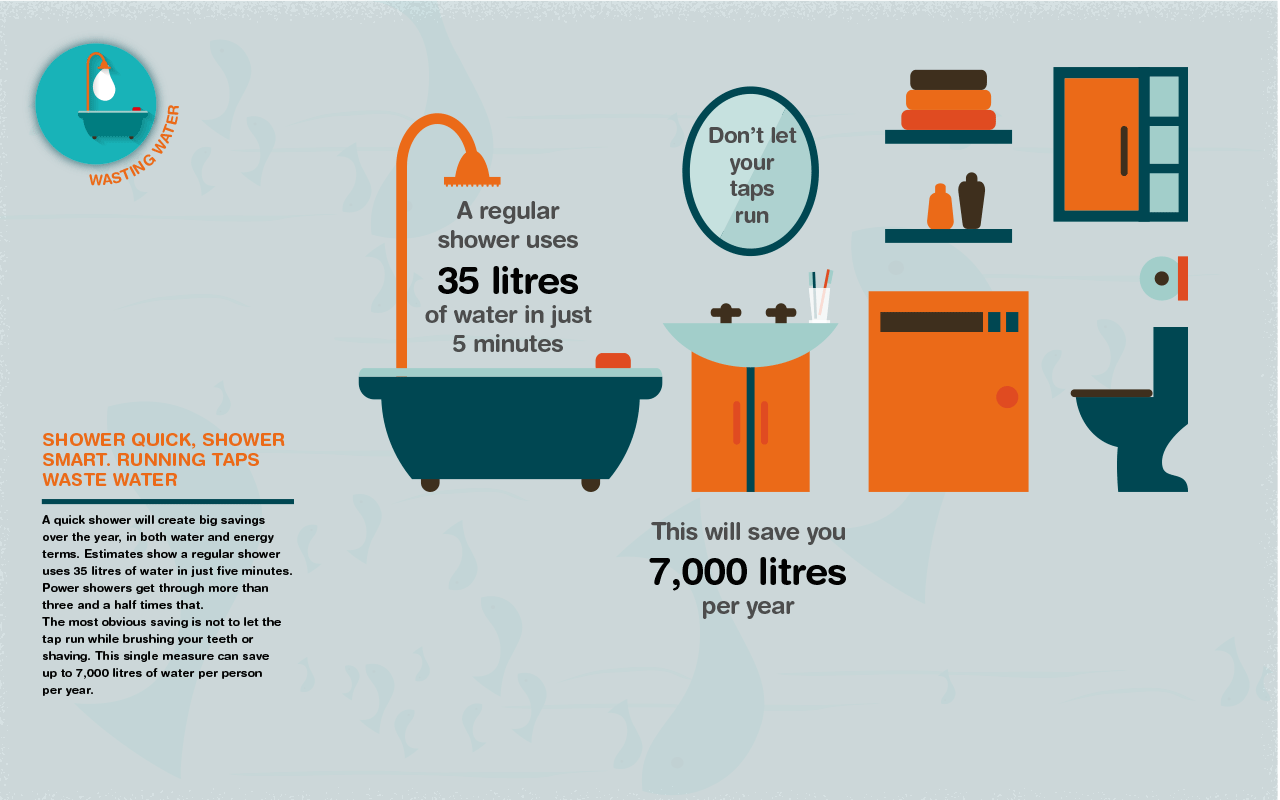 WASTING WATER
A regular
shower uses
35 litres
of water in just
5 minutes
Don't let
your
taps
run
SHOWER QUICK, SHOWER
SMART. RUNNING TAPS
WASTE WATER
A quick shower will create big savings
over the year, in both water and energy
terms. Estimates show a regular shower
uses 35 litres of water in just five minutes.
Power showers get through more than
three and a half times that.
The most obvious saving is not to let the
tap run while brushing your teeth or
shaving. This single measure can save
up to 7,000 litres of water per person
per year.
This will save you
7,000 litres
per year